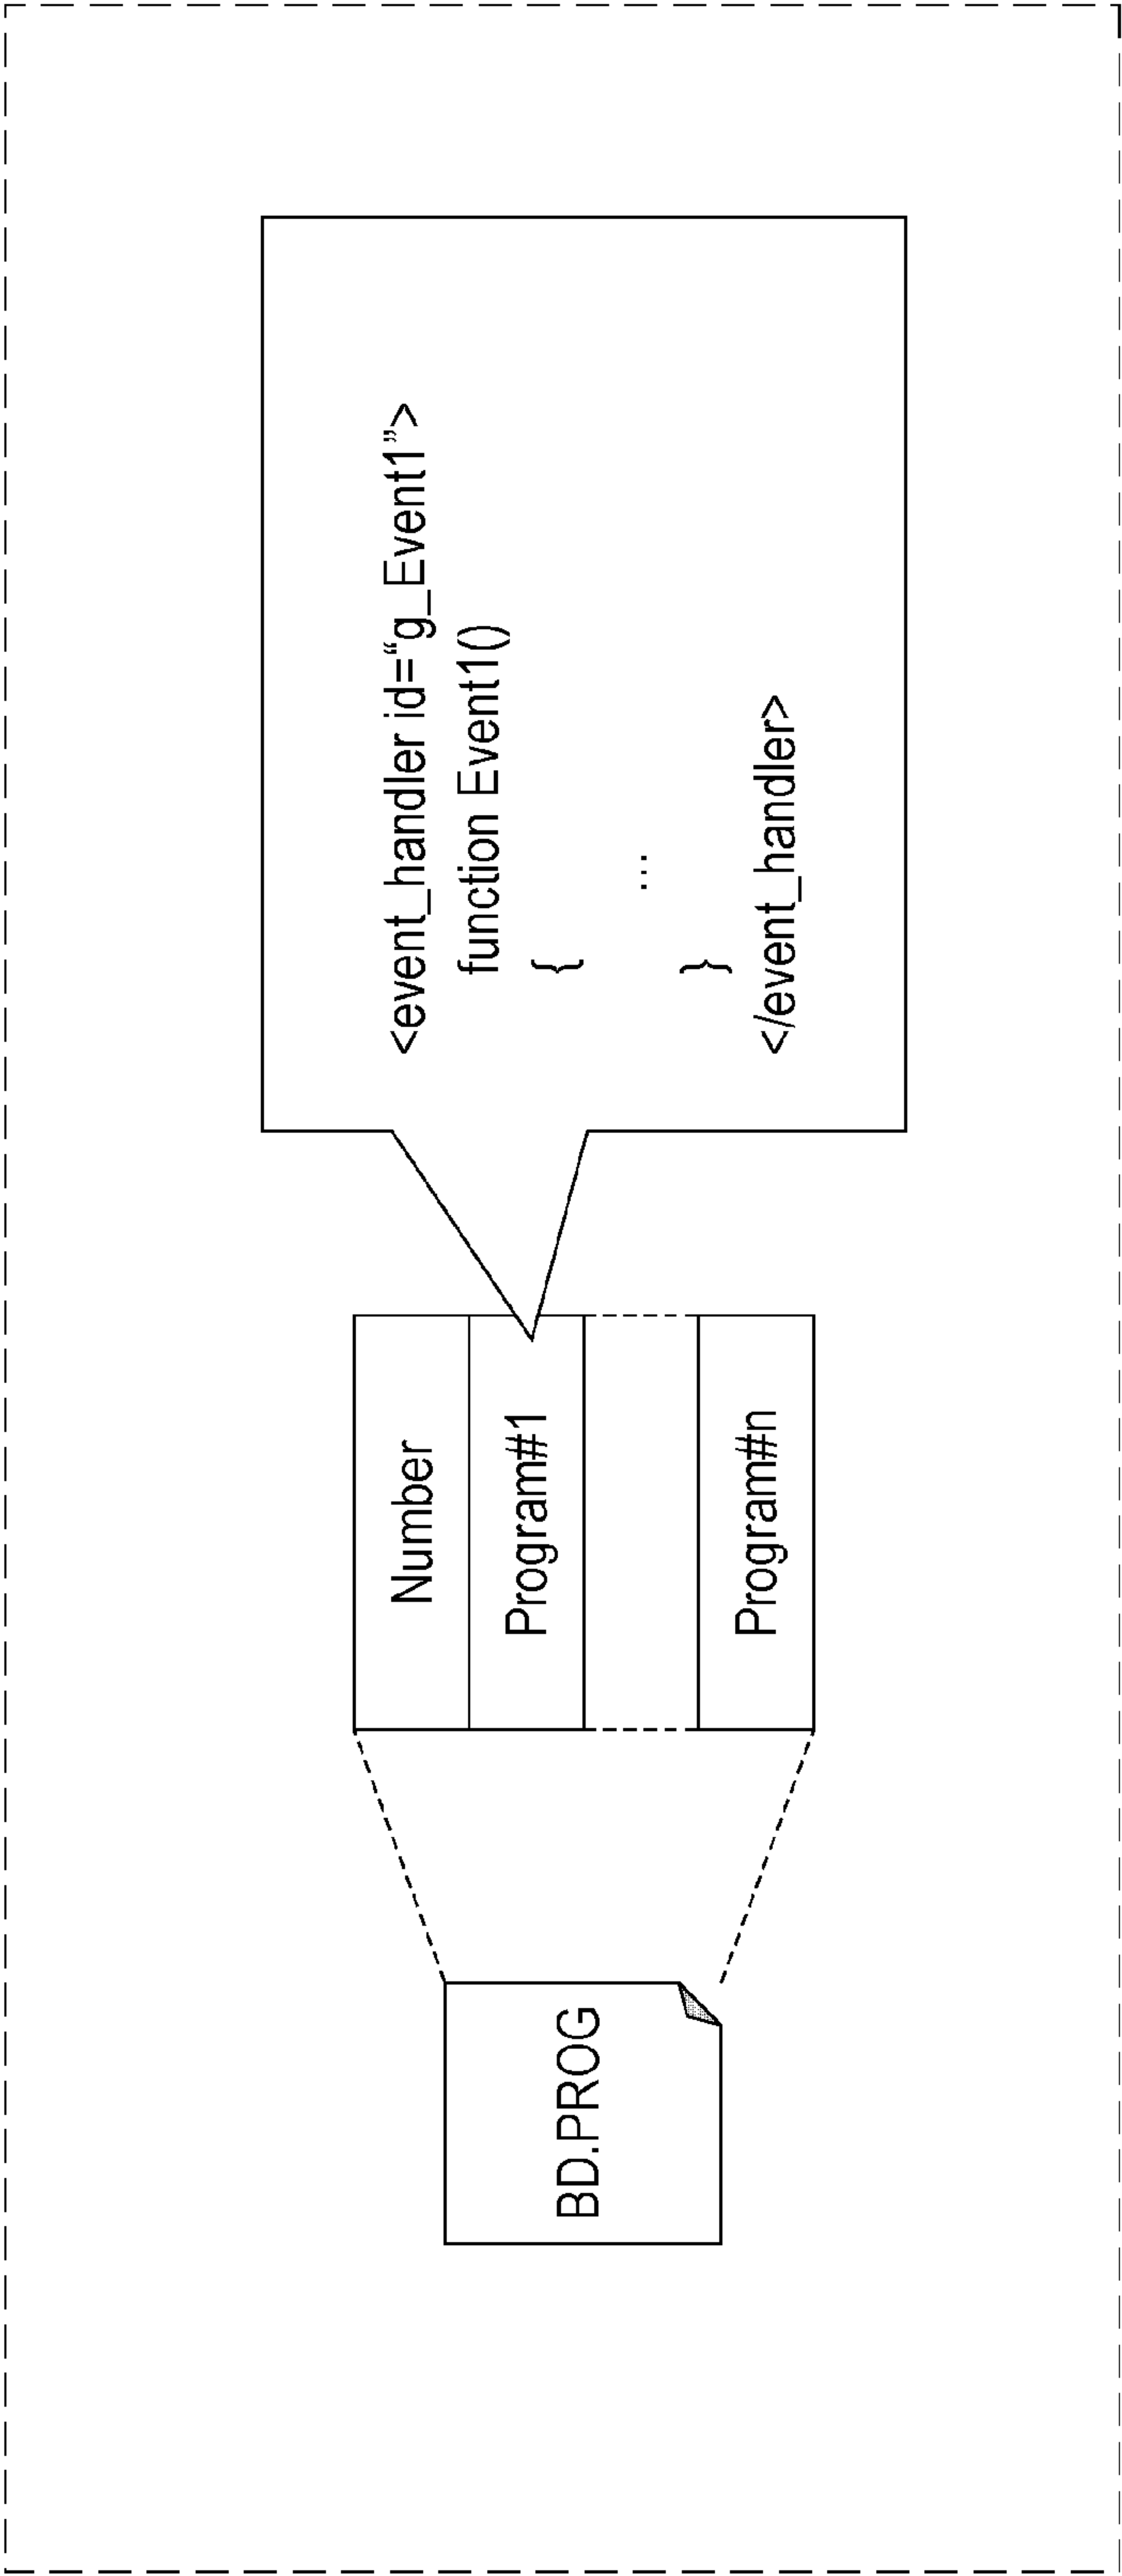 BD.PROG
Number
Program#1
Program#n
<event_handler id=“g_Event1”>
function Event1()
{
...
}
</event_handler>